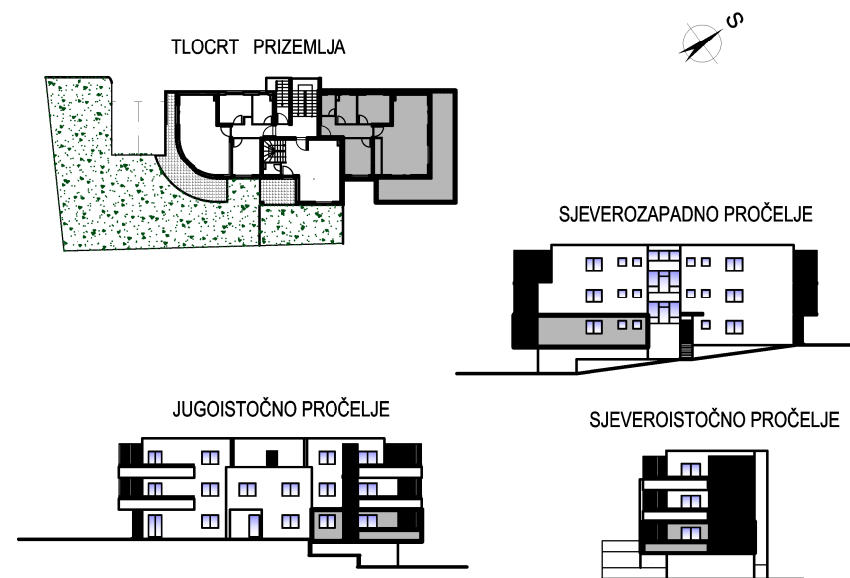 S
TLOCRT PRIZEMLJA
SJEVEROZAPADNO PROČELJE
JUGOISTOČNO PROČELJE
SJEVEROISTOČNO PROČELJE